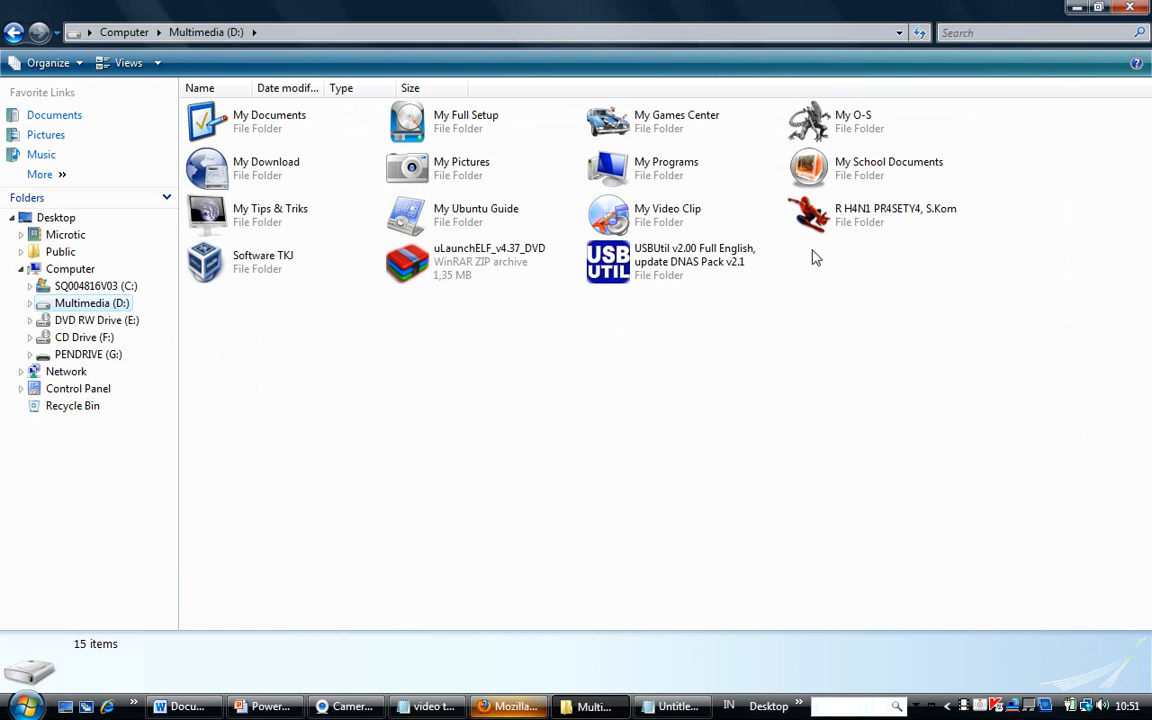 Computer Multimedia (D:)
Search
Organize Views
Favorite Links
Documents
Pictures
Music
More »
Folders
Desktop
Microtic
Public
Computer
SQ004816V03 (C:)
Multimedia (D:)
DVD RW Drive (E:)
CD Drive (F:)
PENDRIVE (G:)
Network
Control Panel
Recycle Bin
Name Date modif... Type Size
My Documents
File Folder
My Full Setup
File Folder
My Games Center
File Folder
My O-S
File Folder
My Download
File Folder
My Pictures
File Folder
My Programs
File Folder
My School Documents
File Folder
My Tips & Triks
File Folder
My Ubuntu Guide
File Folder
My Video Clip
File Folder
R H4N1 PR4SETY4, S.Kom
File Folder
Software TKJ
File Folder
uLaunchELF_v4.37_DVD
WinRAR ZIP archive
1,35 MB
USB
UTIL
USBUtil v2.00 Full English,
update DNAS Pack v2.1
File Folder
15 items
» Docu... Power... Camer... video t... Mozilla... Multi... Untitle... IN Desktop » 10:51